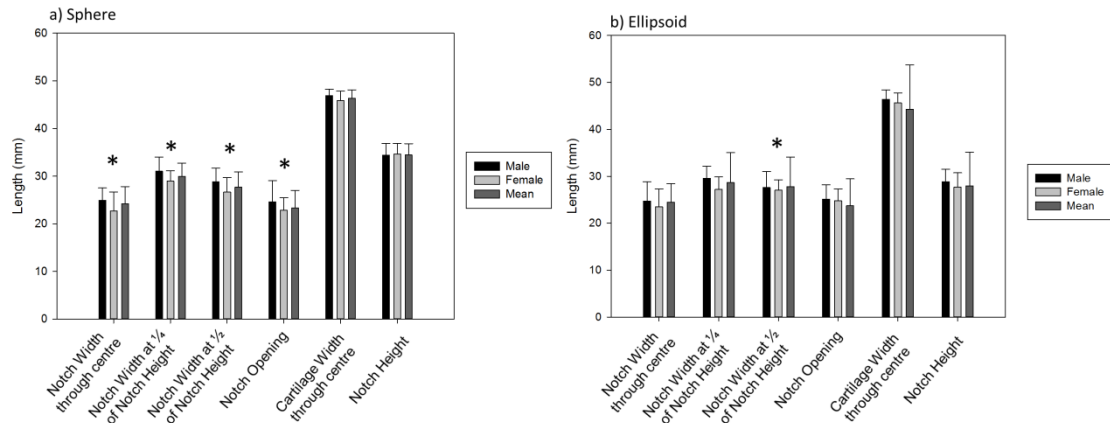 a) Sphere
60
50
40
30
20
10
0
Length (mm)
*
*
*
*
Male
Female
Mean
Notch Width
through centre
Notch Width at ¼
of Notch Height
Notch Width at ½
of Notch Height
Notch Opening
Cartilage Width
through centre
Notch Height
b) Ellipsoid
60
50
40
30
20
10
0
Length (mm)
*
Male
Female
Mean
Notch Width
through centre
Notch Width at ¼
of Notch Height
Notch Width at ½
of Notch Height
Notch Opening
Cartilage Width
through centre
Notch Height